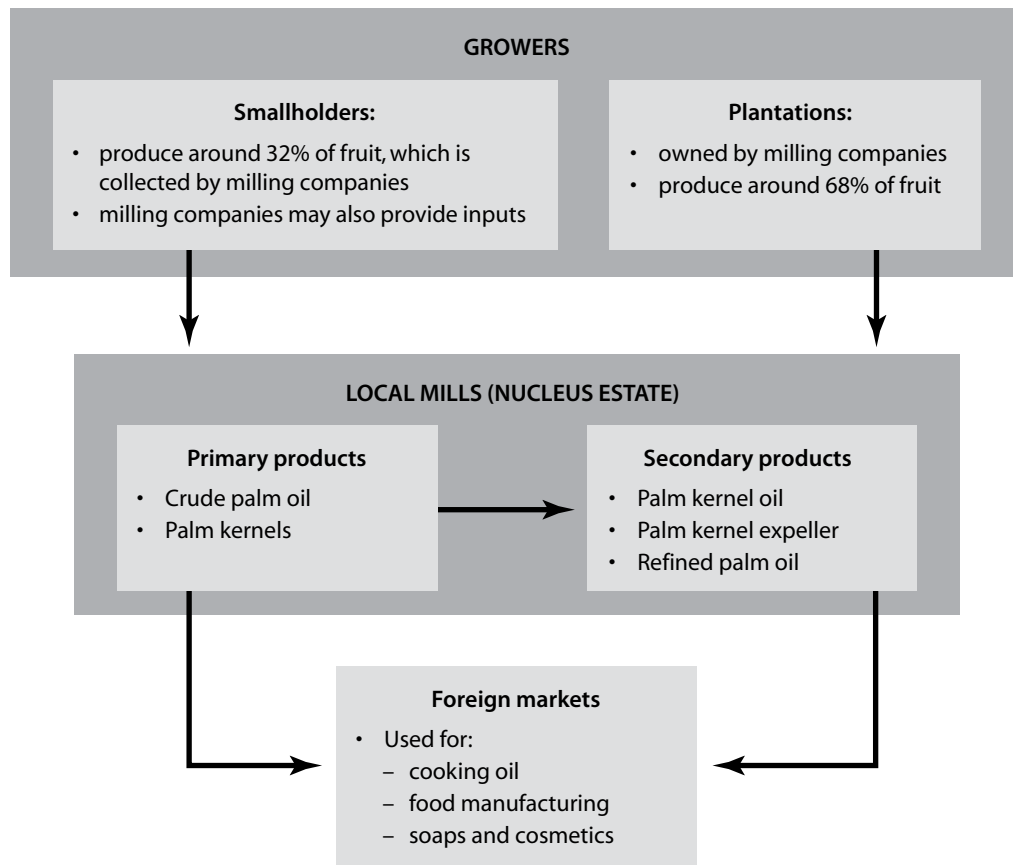 GROWERS
Smallholders:
• produce around 32% of fruit, which is
collected by milling companies
• milling companies may also provide inputs
Plantations:
• owned by milling companies
• produce around 68% of fruit
LOCAL MILLS (NUCLEUS ESTATE)
Primary products
• Crude palm oil
• Palm kernels
Secondary products
• Palm kernel oil
• Palm kernel expeller
• Refined palm oil
Foreign markets
• Used for:
– cooking oil
– food manufacturing
– soaps and cosmetics